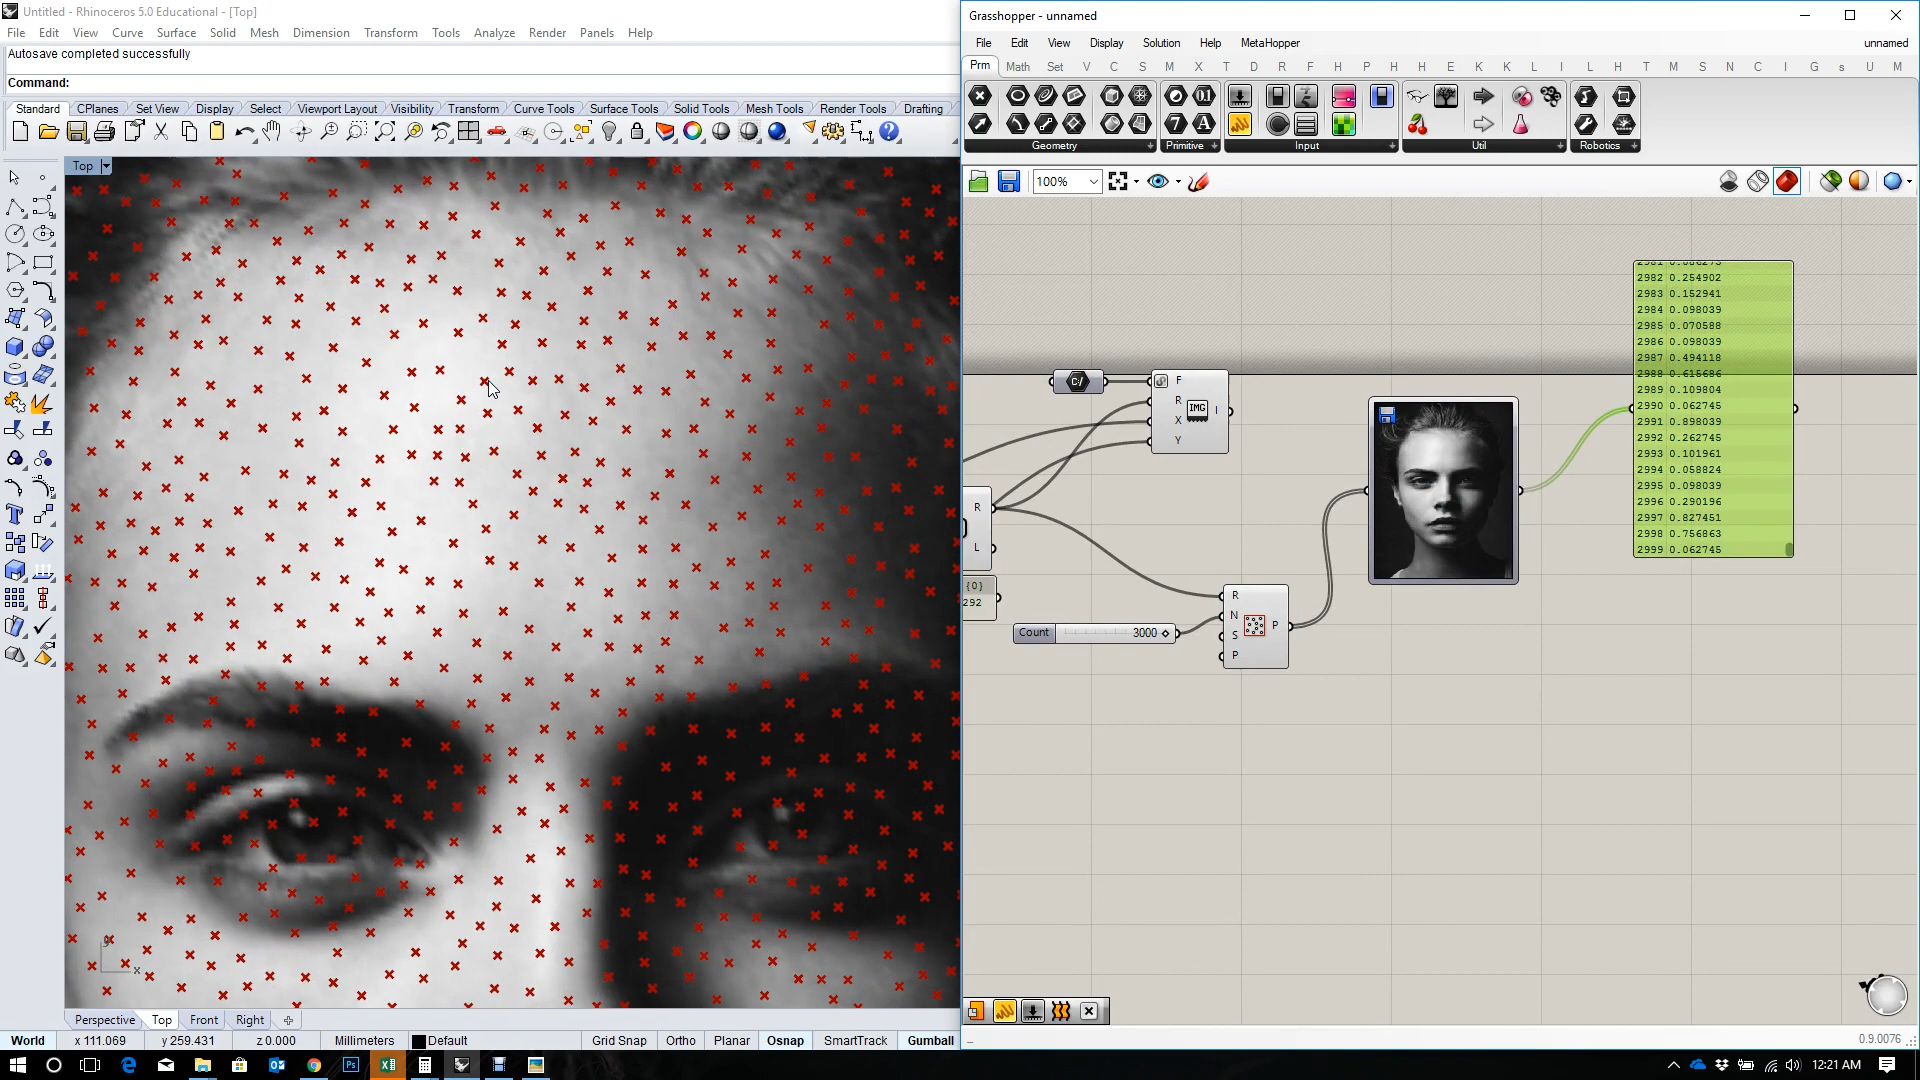 Untitled - Rhinoceros 5.0 Educational - [Top]
File Edit View Curve Surface Solid Mesh Dimension Transform Tools Analyze Render Panels Help
Autosave completed successfully
Command:
Standard CPlanes Set View Display Select Viewport Layout Visibility Transform Curve Tools Surface Tools Solid Tools Mesh Tools Render Tools Drafting
Top
y
x
Perspective Top Front Right
World x 111.069 y 259.431 z 0.000 Millimeters Default Grid Snap Ortho Planar Osnap SmartTrack Gumball
Grasshopper - unnamed
File Edit View Display Solution Help MetaHopper unnamed
Prm Math Set V C S M X T D R F H P H H E K K L I L H T M S N C I G s U M
Geometry Primitive Input Util Robotics
100%
C:/
F
R
X
Y
IMG
I
R
L
{0}
292
Count 3000
R
N
S
P
P
2981 0.086275
2982 0.254902
2983 0.152941
2984 0.098039
2985 0.070588
2986 0.098039
2987 0.494118
2988 0.615686
2989 0.109804
2990 0.062745
2991 0.898039
2992 0.262745
2993 0.101961
2994 0.058824
2995 0.098039
2996 0.290196
2997 0.827451
2998 0.756863
2999 0.062745
0.9.0076
12:21 AM